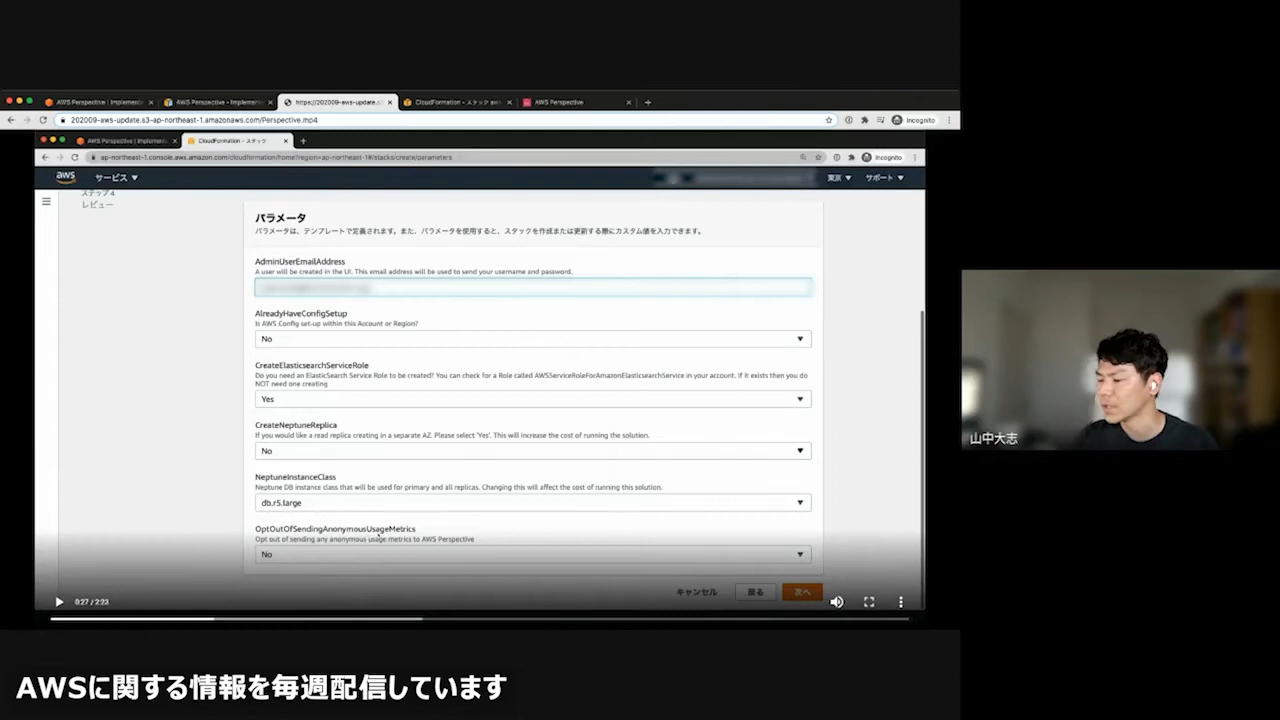 AWS Perspective | Implement
AWS Perspective - Implement
https://202009-aws-update.s3
CloudFormation - スタック
AWS Perspective
202009-aws-update.s3-ap-northeast-1.amazonaws.com/Perspective.mp4
Incognito
AWS Perspective | Implement
CloudFormation - スタック
ap-northeast-1.console.aws.amazon.com/cloudformation/home?region=ap-northeast-1#/stacks/create/parameters
Incognito
aws
サービス
東京
サポート
ステップ 4
レビュー
パラメータ
パラメータは、テンプレートで定義されます。また、パラメータを使用すると、スタックを作成または更新する際にカスタム値を入力できます。
AdminUserEmailAddress
A user will be created in the UI. This email address will be used to send your username and password.
AlreadyHaveConfigSetup
Is AWS Config set-up within this Account or Region?
No
CreateElasticsearchServiceRole
Do you need an ElasticSearch Service Role to be created? You can check for a Role called AWSServiceRoleForAmazonElasticsearchService in your account. If it exists then you do
NOT need one creating
Yes
CreateNeptuneReplica
If you would like a read replica creating in a separate AZ. Please select 'Yes'. This will increase the cost of running the solution.
No
NeptuneInstanceClass
Neptune DB instance class that will be used for primary and all replicas. Changing this will affect the cost of running this solution.
db.r5.large
OptOutOfSendingAnonymousUsageMetrics
Opt out of sending any anonymous usage metrics to AWS Perspective
No
キャンセル
戻る
次へ
0:27 / 2:23
山中大志
AWSに関する情報を毎週配信しています